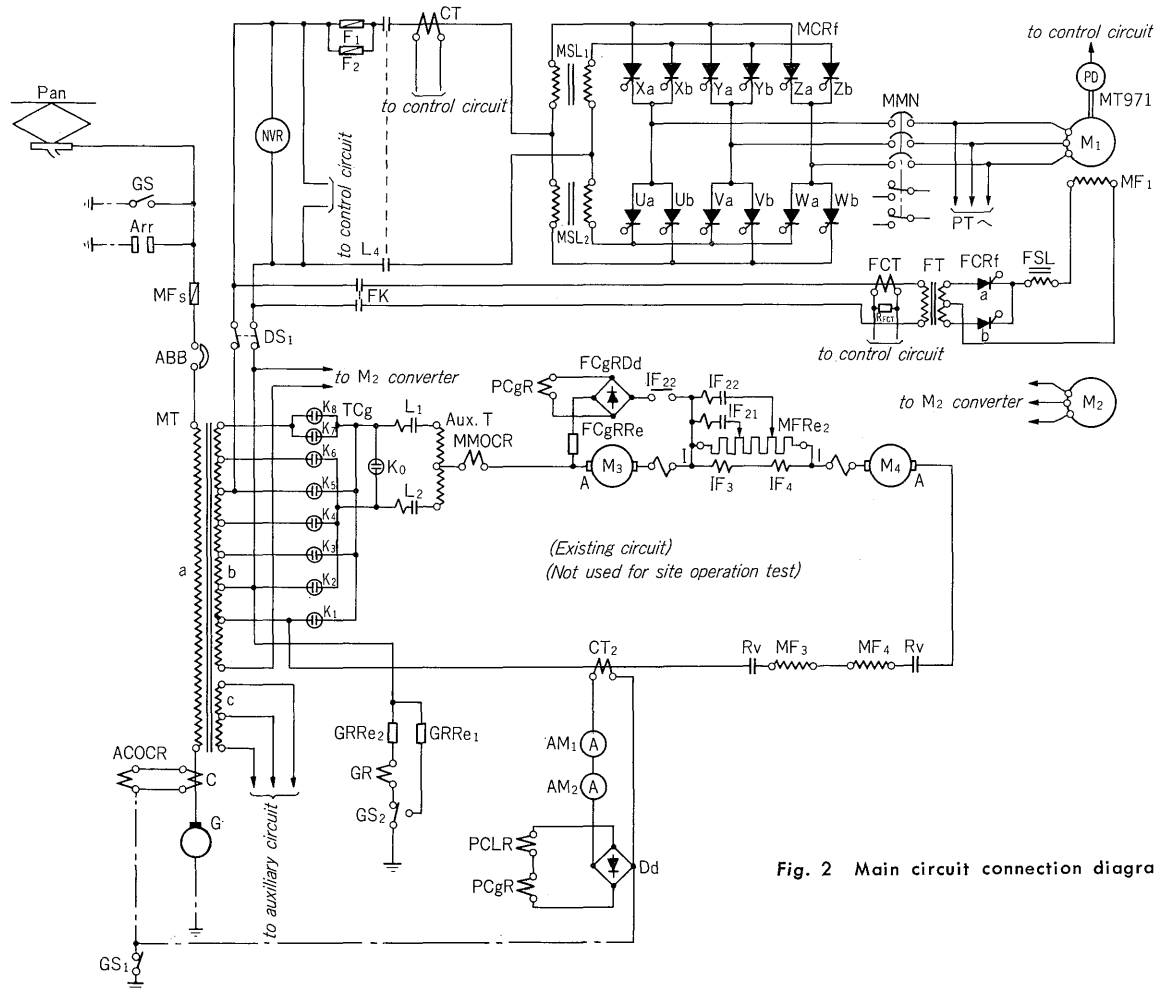 CT
to control circuit
Pan
F1
F2
MCRf
MSL1
PD
Xa
Xb
Ya
Yb
Za
Zb
MT971
to control circuit
MMN
M1
NVR
GS
to control circuit
Arr
Ua
Ub
Va
Vb
Wa
Wb
MF1
MSL2
PT~
L4
FCT
FT
FCRf
FSL
MFs
FK
a
RFCT
b
DS1
to control circuit
ABB
FCgRDd
to M2 converter
PCgR
IF22
IF22
MT
K8
TCg
L1
Aux. T
IF21
to M2 converter
M2
K7
MMOCR
FCgRRe
MFRe2
K6
K0
M3
I
I
M4
K5
A
A
L2
IF3
IF4
K4
K3
(Existing circuit)
a
b
K2
(Not used for site operation test)
K1
CT2
Rv
MF3
MF4
Rv
c
GRRe2
GRRe1
AM1
A
ACOCR
GR
C
AM2
A
GS2
G
to auxiliary circuit
PCLR
Dd
PCgR
Fig. 2 Main circuit connection diagra
GS1